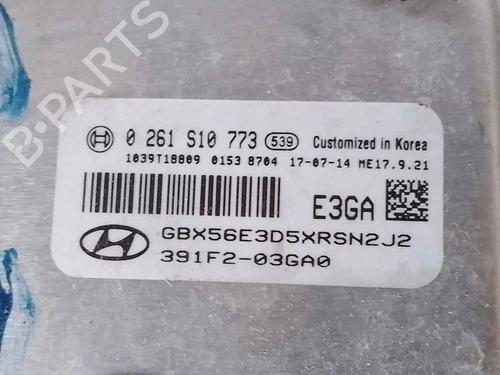 B-PARTS
0 261 S10 773 539 Customized in Korea
1039T18809 0153 8704 17-07-14 ME17.9.21
E3GA
GBX56E3D5XRSN2J2
391F2-03GA0